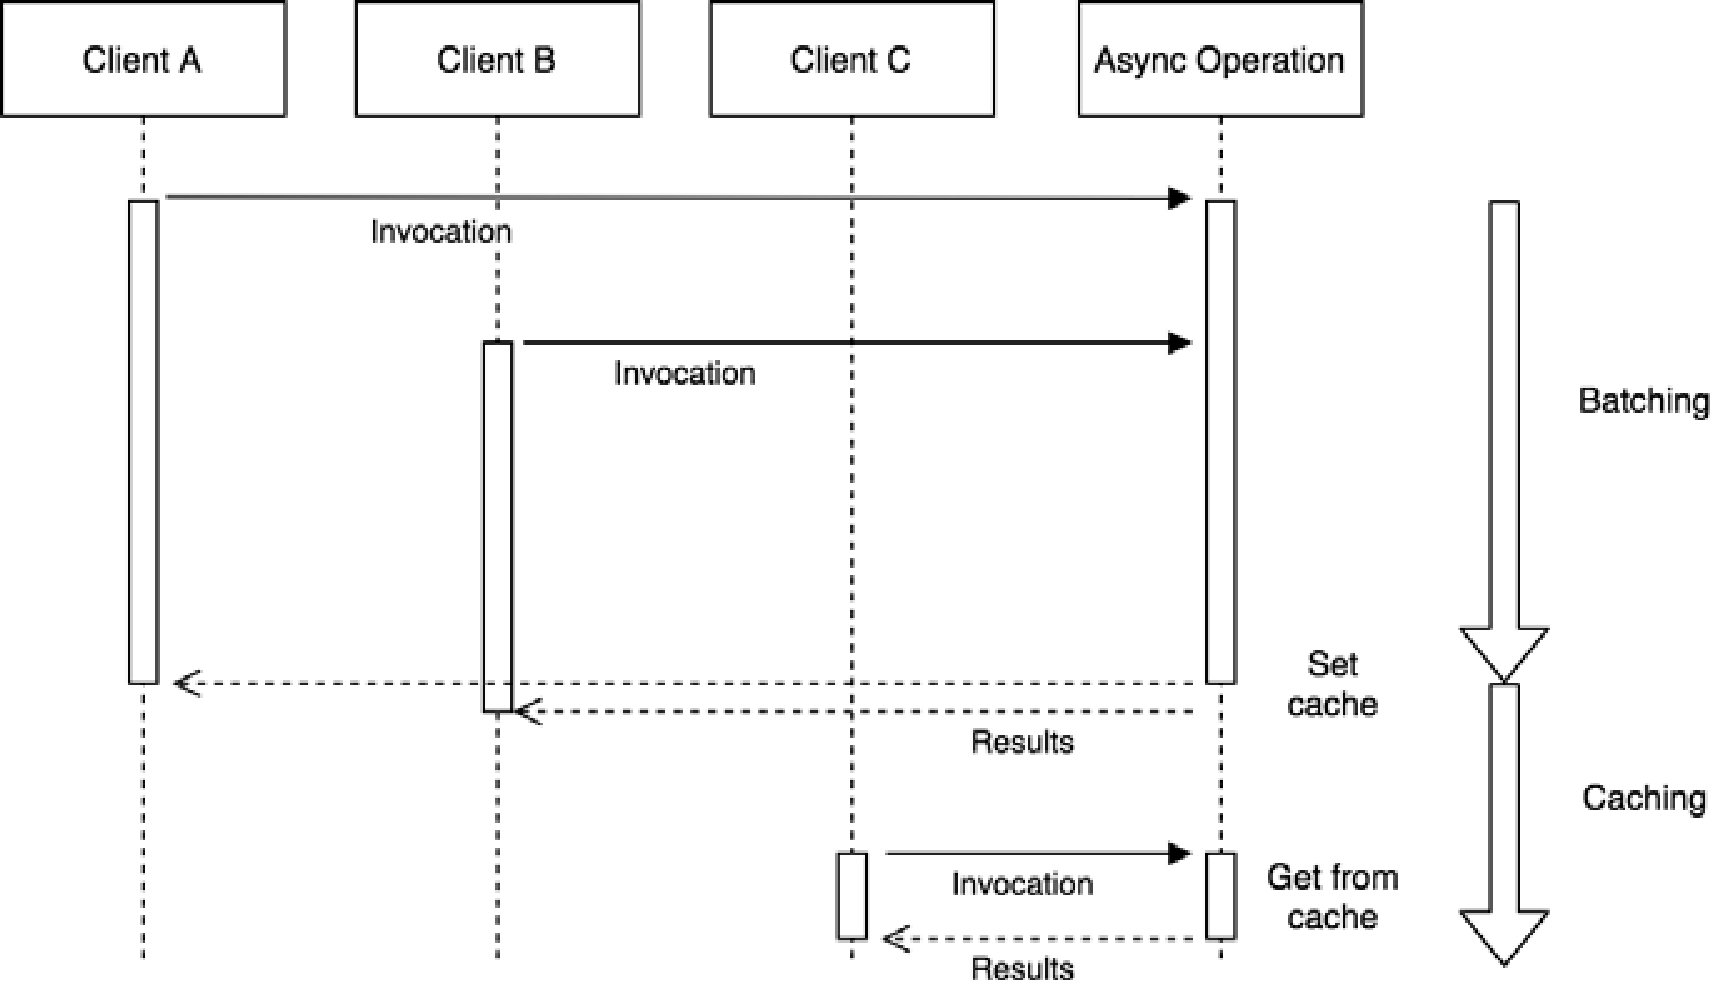 Client A
Client B
Client C
Async Operation
Invocation
Invocation
Batching
Set
cache
Results
Caching
Invocation
Get from
cache
Results